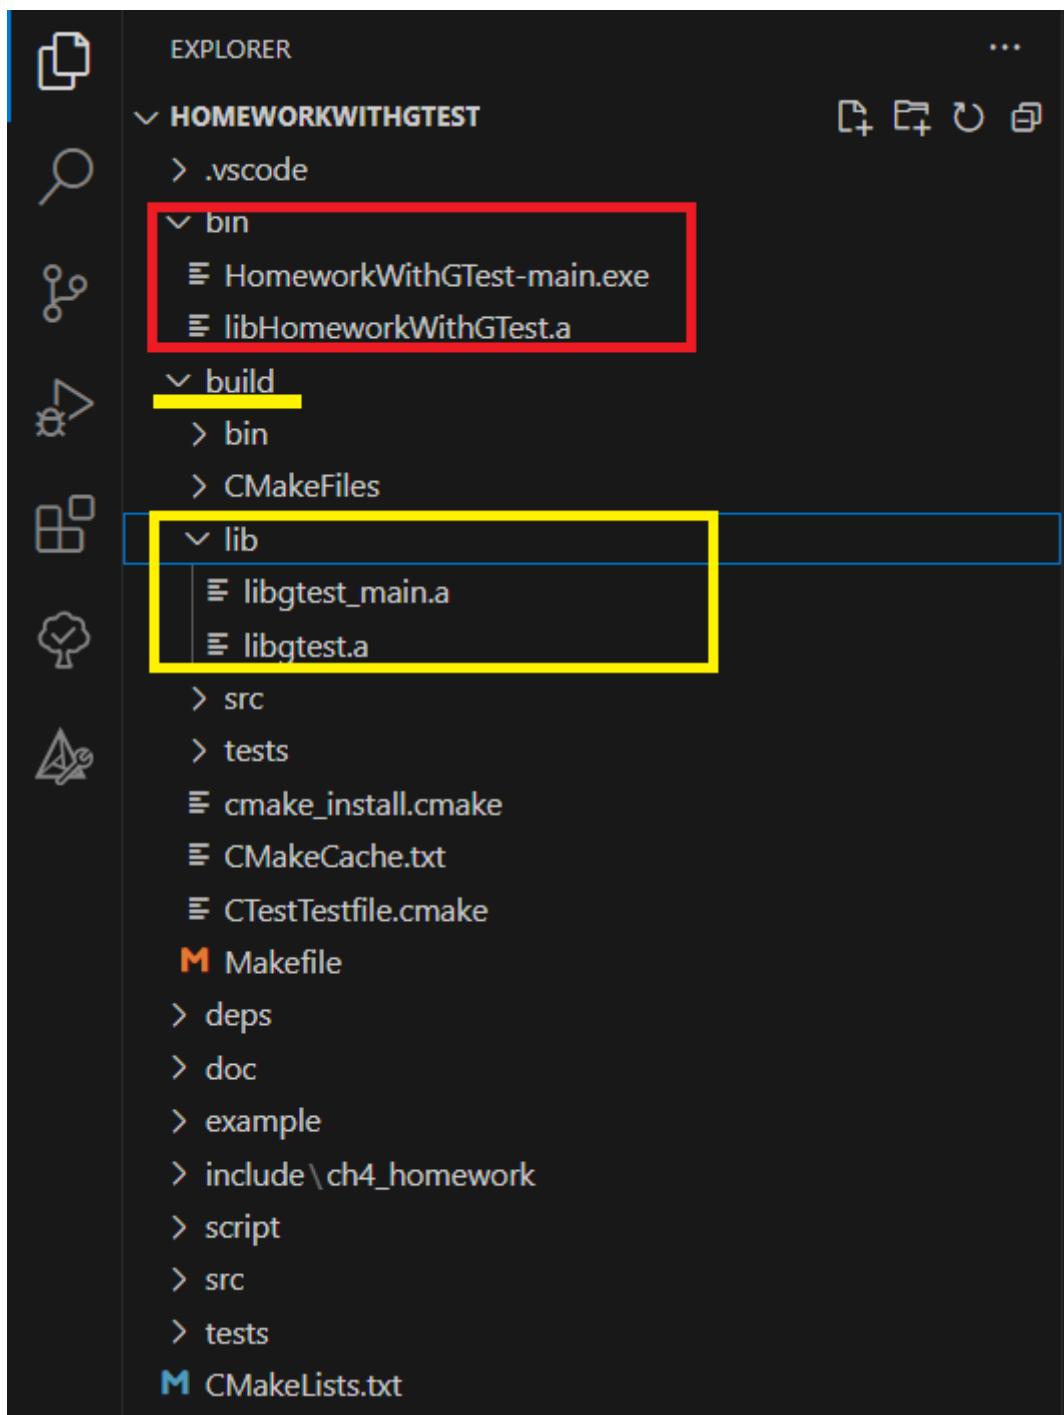 EXPLORER
HOMEWORKWITHGTEST
.vscode
bin
HomeworkWithGTest-main.exe
libHomeworkWithGTest.a
build
bin
CMakeFiles
lib
libgtest_main.a
libgtest.a
src
tests
cmake_install.cmake
CMakeCache.txt
CTestTestfile.cmake
M Makefile
deps
doc
example
include\ch4_homework
script
src
tests
M CMakeLists.txt